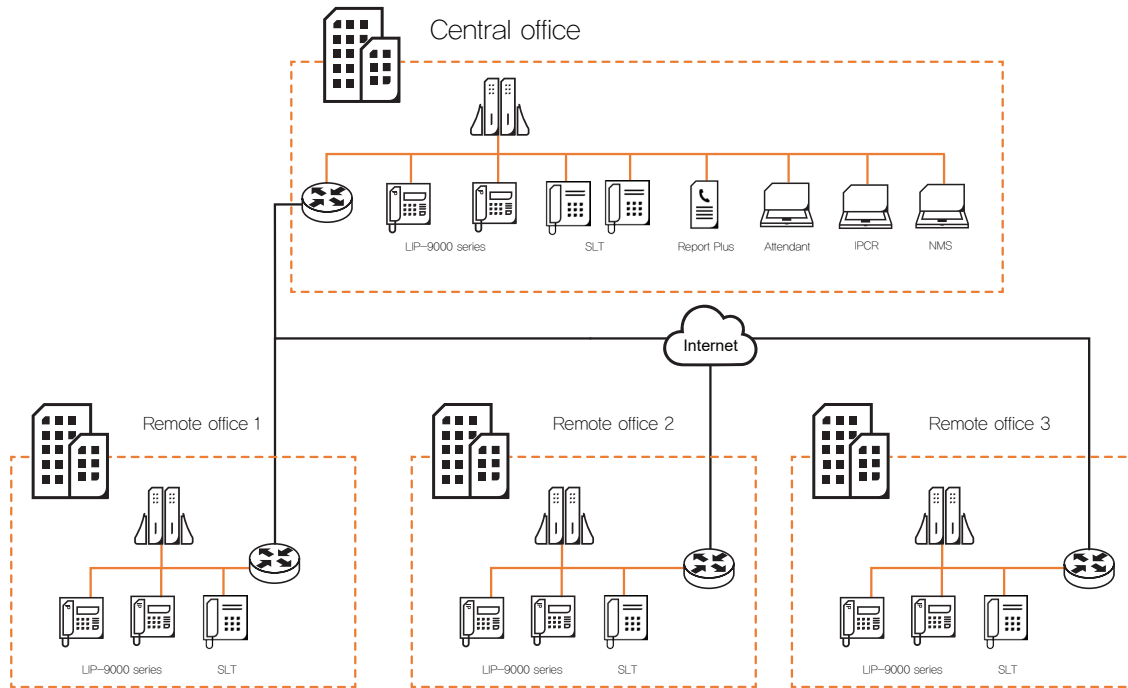 Central office
LIP-9000 series
SLT
Report Plus
Attendant
IPCR
NMS
Internet
Remote office 1
Remote office 2
Remote office 3
LIP-9000 series
SLT
LIP-9000 series
SLT
LIP-9000 series
SLT